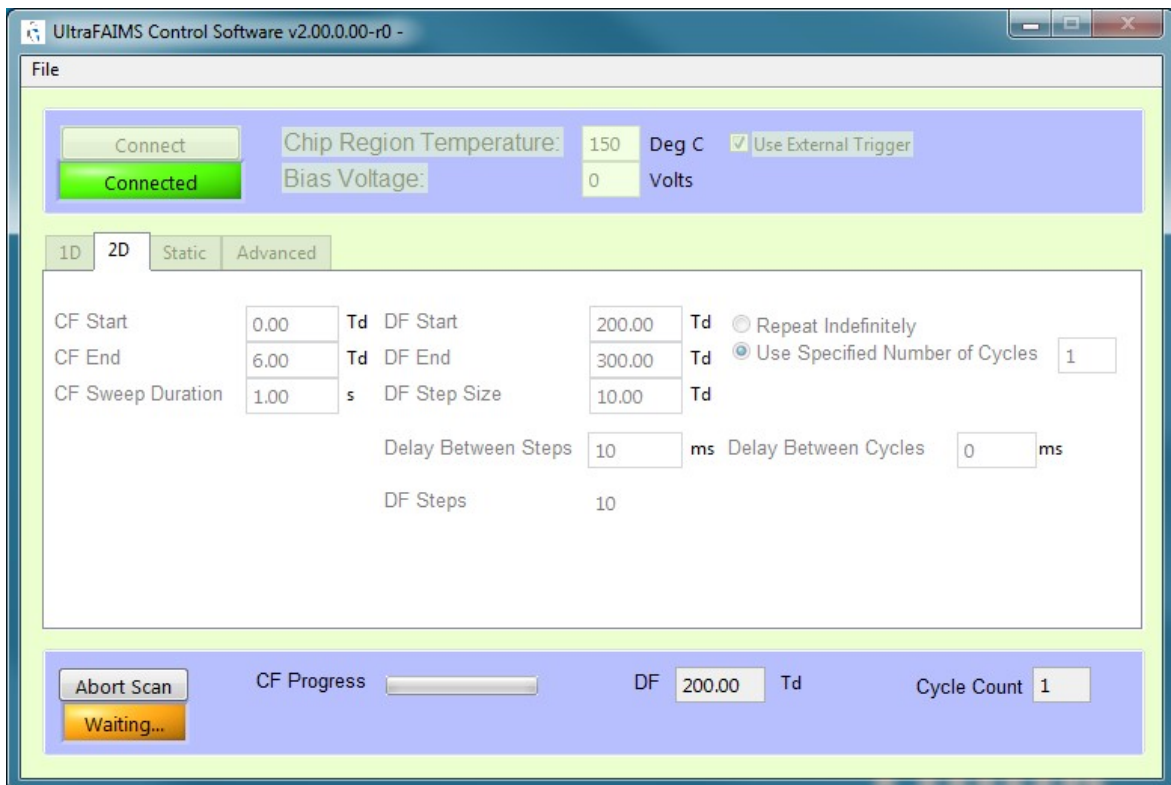 UltraFAIMS Control Software v2.00.0.00-r0 -
File
Connect Chip Region Temperature: 150 Deg C Use External Trigger
Connected Bias Voltage: 0 Volts
1D 2D Static Advanced
CF Start 0.00 Td DF Start 200.00 Td Repeat Indefinitely
CF End 6.00 Td DF End 300.00 Td Use Specified Number of Cycles 1
CF Sweep Duration 1.00 s DF Step Size 10.00 Td
Delay Between Steps 10 ms Delay Between Cycles 0 ms
DF Steps 10
Abort Scan CF Progress DF 200.00 Td Cycle Count 1
Waiting...